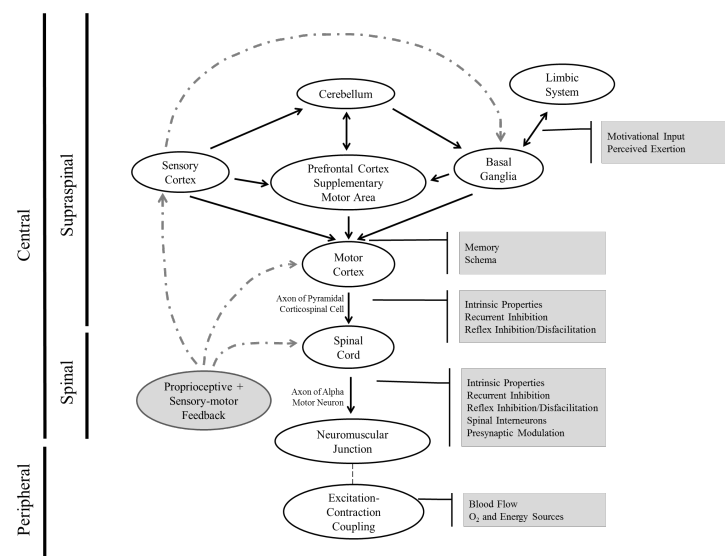 Central
Supraspinal
Spinal
Peripheral
Cerebellum
Limbic
System
Motivational Input
Perceived Exertion
Sensory
Cortex
Prefrontal Cortex
Supplementary
Motor Area
Basal
Ganglia
Motor
Cortex
Memory
Schema
Axon of Pyramidal
Corticospinal Cell
Intrinsic Properties
Recurrent Inhibition
Reflex Inhibition/Disfacilitation
Spinal
Cord
Proprioceptive +
Sensory-motor
Feedback
Axon of Alpha
Motor Neuron
Intrinsic Properties
Recurrent Inhibition
Reflex Inhibition/Disfacilitation
Spinal Interneurons
Presynaptic Modulation
Neuromuscular
Junction
Excitation-
Contraction
Coupling
Blood Flow
O₂ and Energy Sources